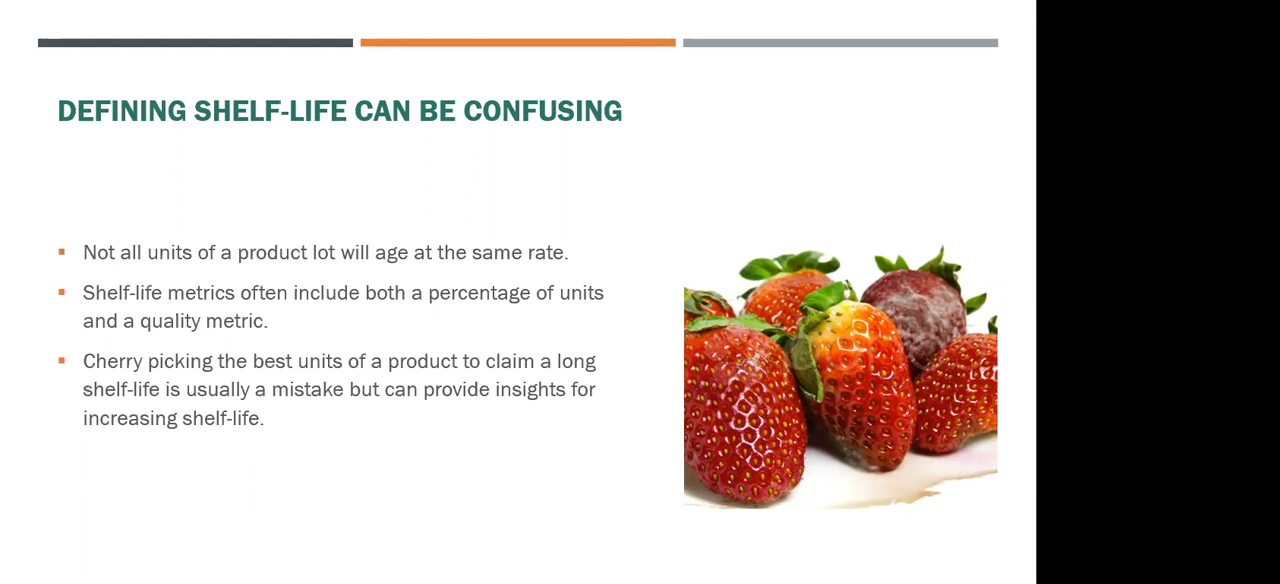 DEFINING SHELF-LIFE CAN BE CONFUSING
Not all units of a product lot will age at the same rate.
Shelf-life metrics often include both a percentage of units
and a quality metric.
Cherry picking the best units of a product to claim a long
shelf-life is usually a mistake but can provide insights for
increasing shelf-life.